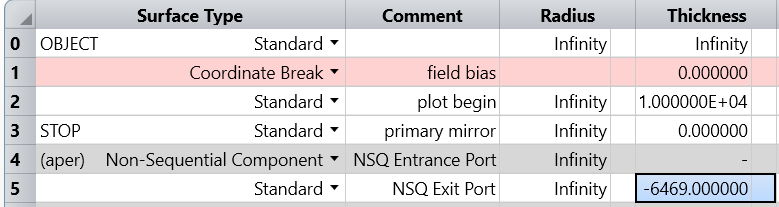 Surface Type Comment Radius Thickness
0 OBJECT Standard Infinity Infinity
1 Coordinate Break field bias 0.000000
2 Standard plot begin Infinity 1.000000E+04
3 STOP Standard primary mirror Infinity 0.000000
4 (aper) Non-Sequential Component NSQ Entrance Port Infinity -
5 Standard NSQ Exit Port Infinity -6469.000000